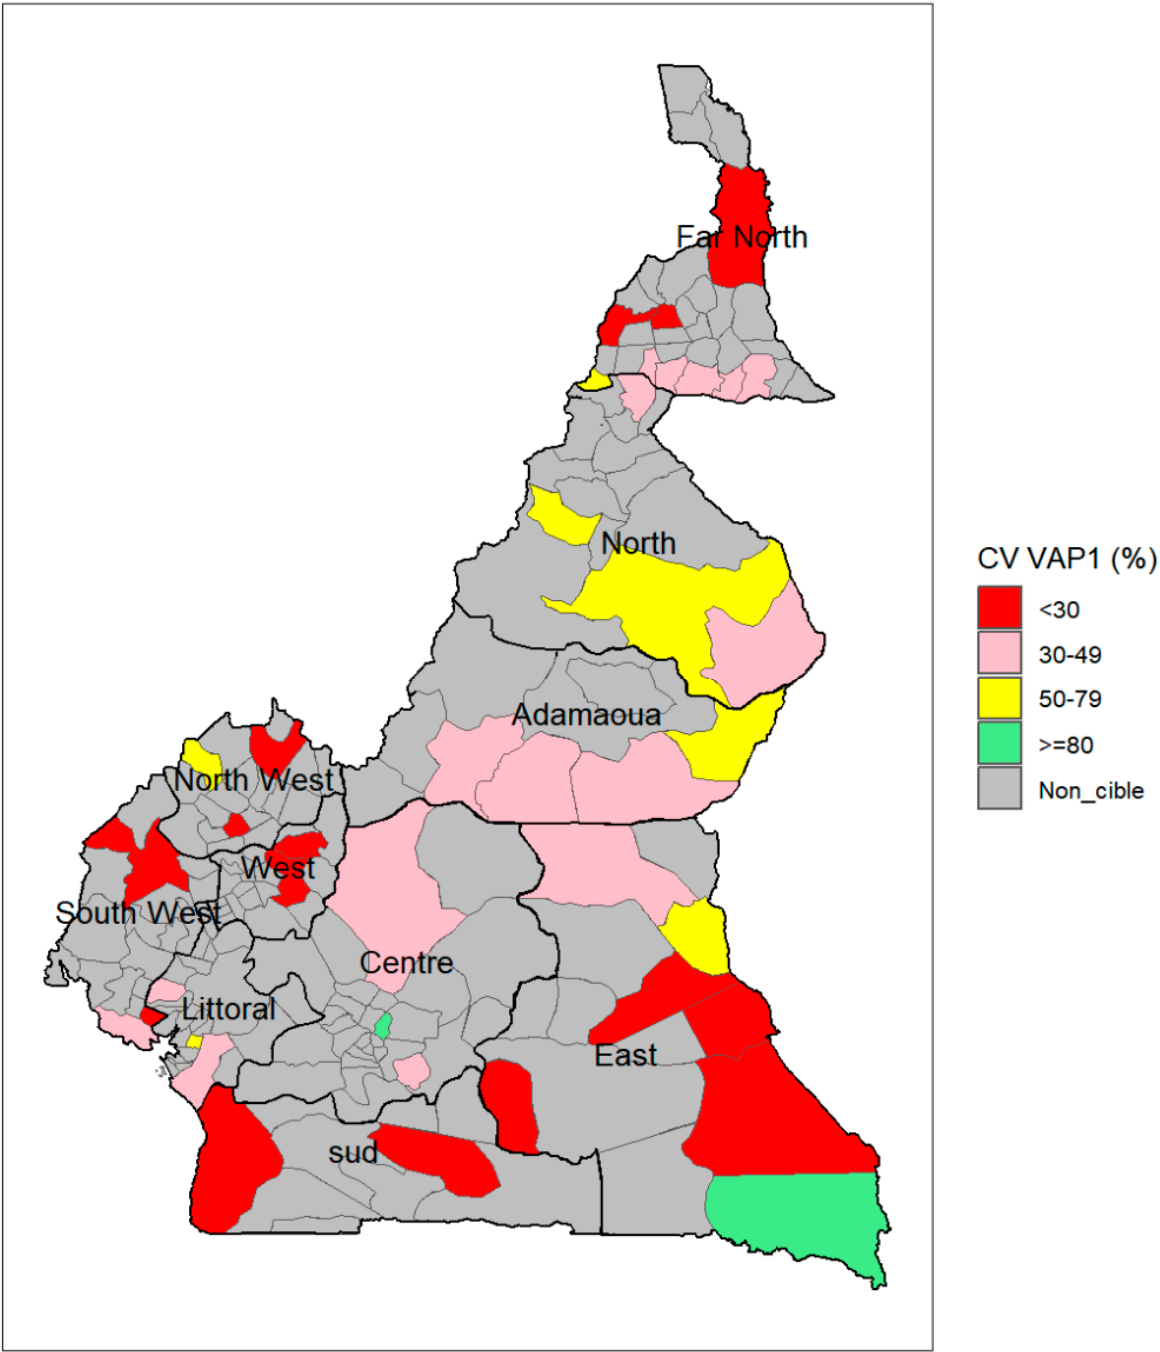 Far North
North
Adamaoua
North West
West
South West
Centre
Littoral
East
sud
CV VAP1 (%)
<30
30-49
50-79
>=80
Non_cible